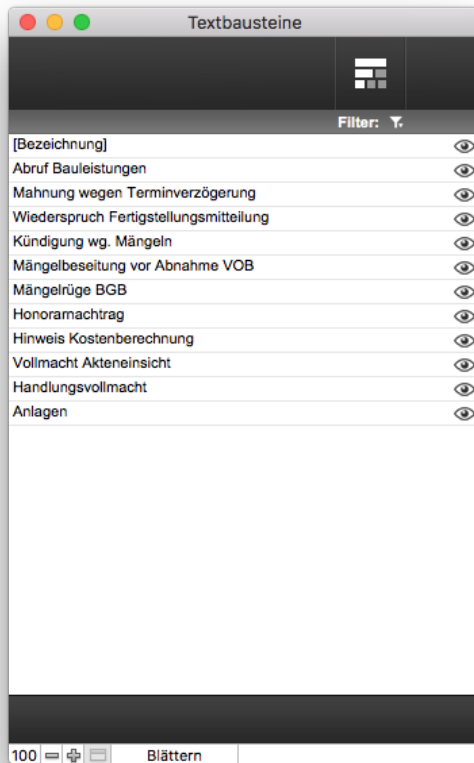 Textbausteine
Filter:
[Bezeichnung]
Abruf Bauleistungen
Mahnung wegen Terminverzögerung
Wiederspruch Fertigstellungsmitteilung
Kündigung wg. Mängeln
Mängelbeseitung vor Abnahme VOB
Mängelrüge BGB
Honorarnachtrag
Hinweis Kostenberechnung
Vollmacht Akteneinsicht
Handlungsvollmacht
Anlagen
100 Blättern